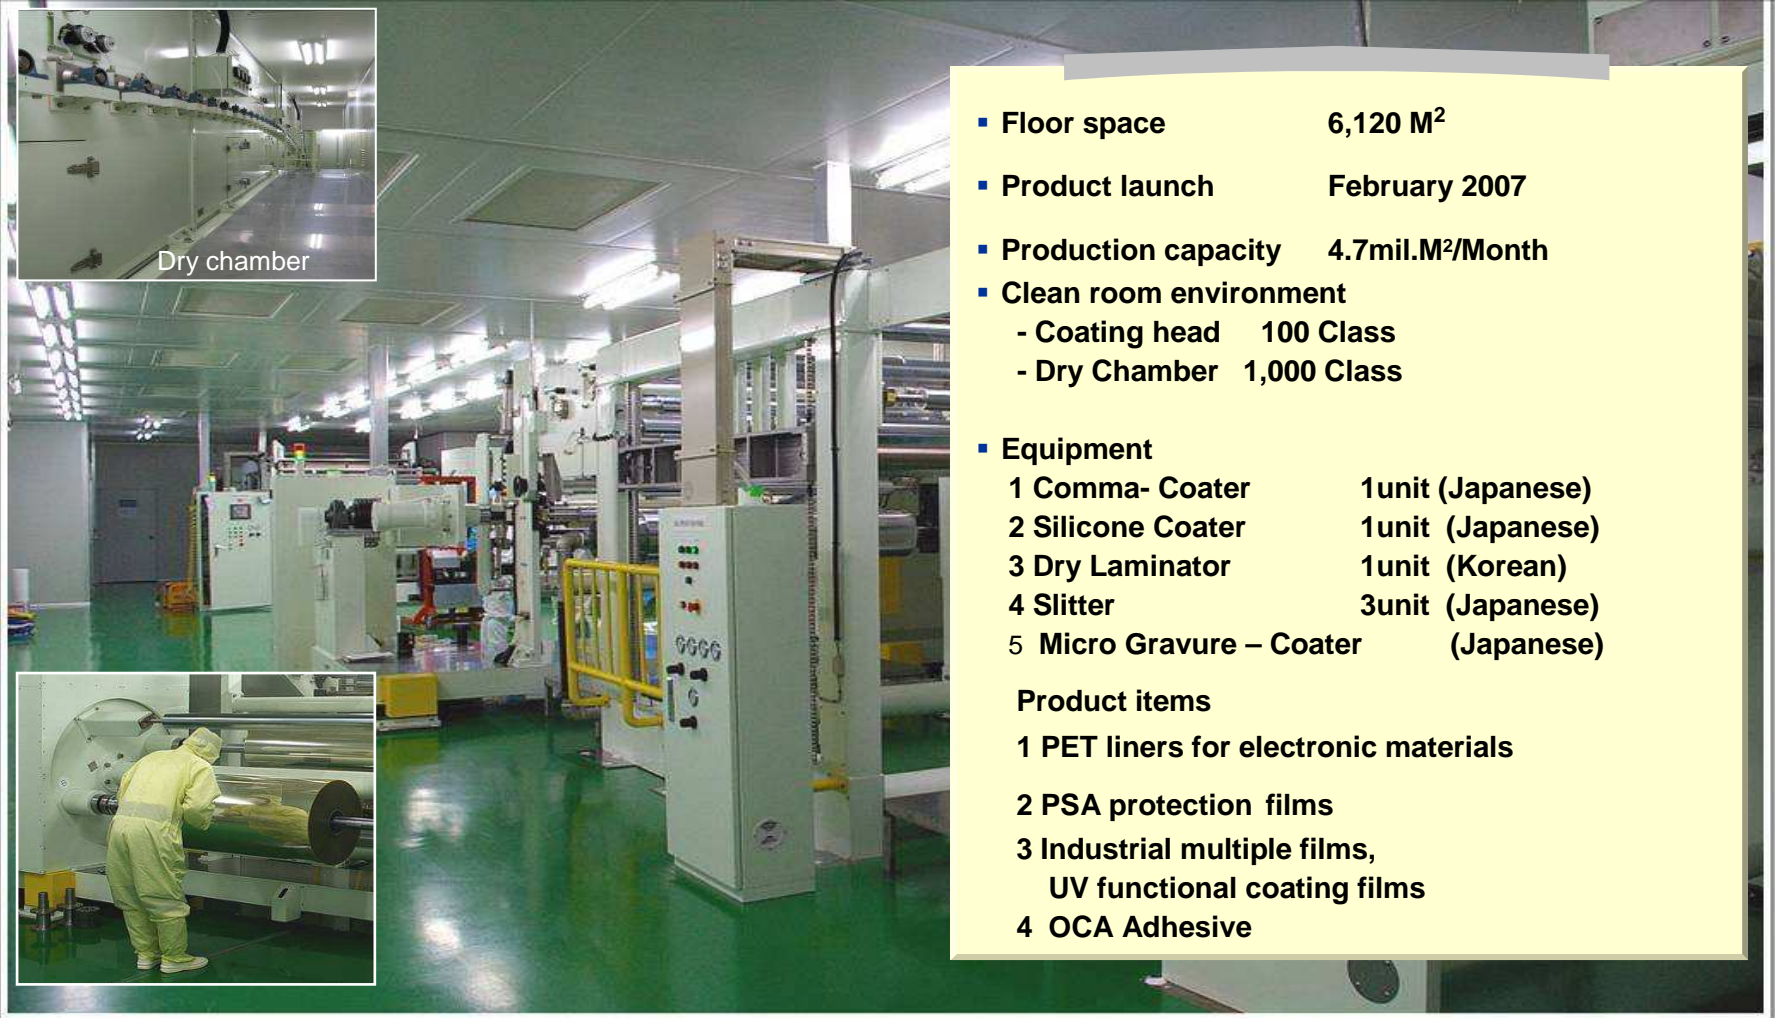 Dry chamber
▪ Floor space 6,120 M²
▪ Product launch February 2007
▪ Production capacity 4.7mil.M²/Month
▪ Clean room environment
- Coating head 100 Class
- Dry Chamber 1,000 Class
▪ Equipment
1 Comma- Coater 1unit (Japanese)
2 Silicone Coater 1unit (Japanese)
3 Dry Laminator 1unit (Korean)
4 Slitter 3unit (Japanese)
5 Micro Gravure – Coater (Japanese)
Product items
1 PET liners for electronic materials
2 PSA protection films
3 Industrial multiple films,
UV functional coating films
4 OCA Adhesive